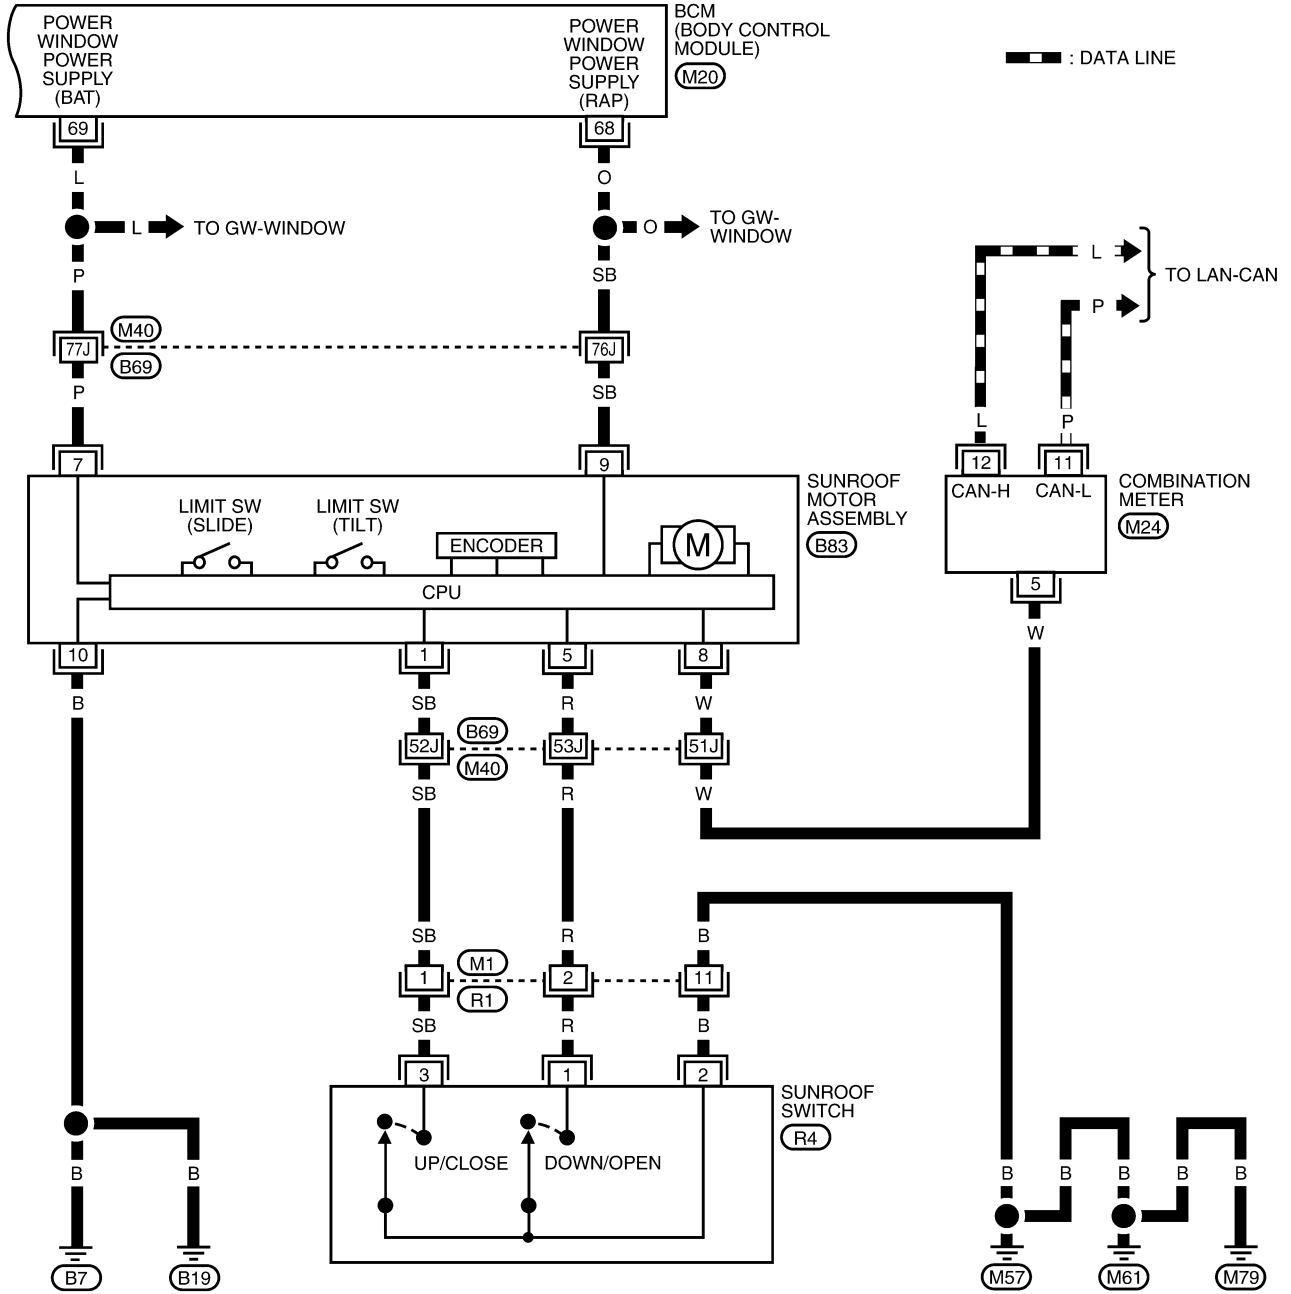 POWER
WINDOW
POWER
SUPPLY
(BAT)
POWER
WINDOW
POWER
SUPPLY
(RAP)
BCM
(BODY CONTROL
MODULE)
M20
: DATA LINE
69
68
L
O
L
TO GW-WINDOW
O
TO GW-
WINDOW
P
SB
L
P
TO LAN-CAN
M40
77J
76J
B69
P
SB
L
P
7
9
12
11
LIMIT SW
(SLIDE)
LIMIT SW
(TILT)
ENCODER
M
CPU
SUNROOF
MOTOR
ASSEMBLY
B83
CAN-H
CAN-L
COMBINATION
METER
M24
5
W
10
1
5
8
B
SB
R
W
B69
52J
53J
51J
M40
SB
R
W
SB
R
B
M1
1
2
11
R1
SB
R
B
3
1
2
SUNROOF
SWITCH
R4
UP/CLOSE
DOWN/OPEN
B
B
B
B
B
B
B
B7
B19
M57
M61
M79